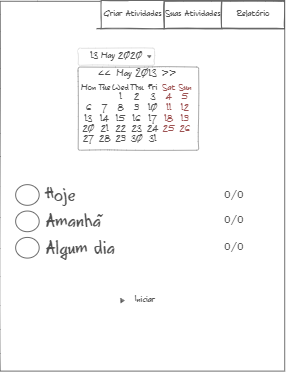 Criar Atividades Suas Atividades Relatório
13 May 2020
<< May 2013 >>
Mon Tue Wed Thu Fri Sat Sun
1 2 3 4 5
6 7 8 9 10 11 12
13 14 15 16 17 18 19
20 21 22 23 24 25 26
27 28 29 30 31
Hoje 0/0
Amanhã 0/0
Algum dia 0/0
Iniciar